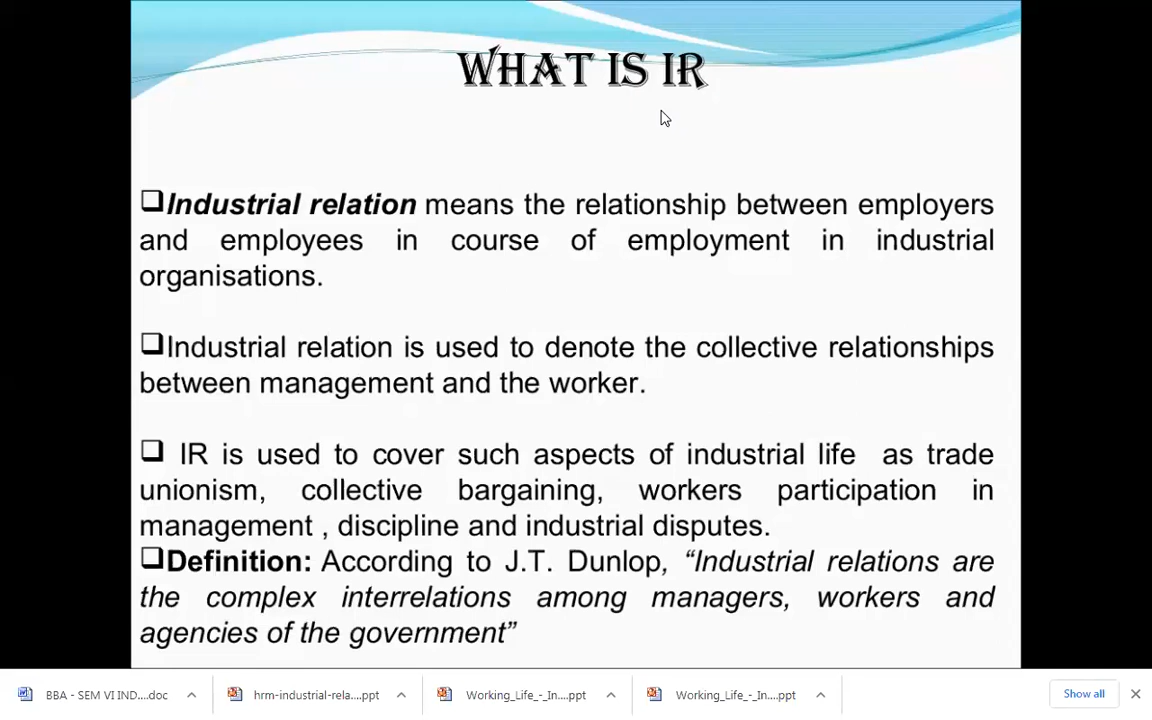 WHAT IS IR
❑Industrial relation means the relationship between employers
and employees in course of employment in industrial
organisations.
❑Industrial relation is used to denote the collective relationships
between management and the worker.
❑ IR is used to cover such aspects of industrial life as trade
unionism, collective bargaining, workers participation in
management , discipline and industrial disputes.
❑Definition: According to J.T. Dunlop, “Industrial relations are
the complex interrelations among managers, workers and
agencies of the government”
BBA - SEM VI IND....doc hrm-industrial-rela....ppt Working_Life_-_In....ppt Working_Life_-_In....ppt Show all